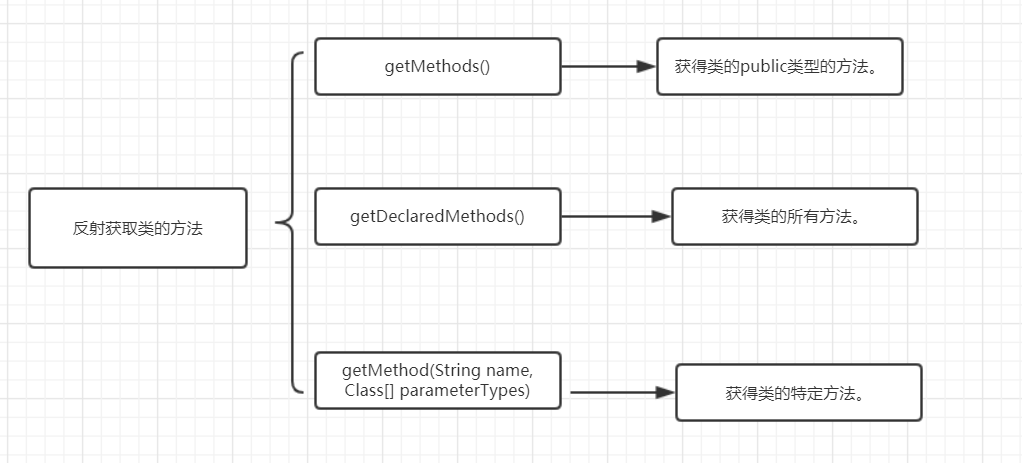 getMethods()
获得类的public类型的方法。
反射获取类的方法
getDeclaredMethods()
获得类的所有方法。
getMethod(String name,
Class[] parameterTypes)
获得类的特定方法。